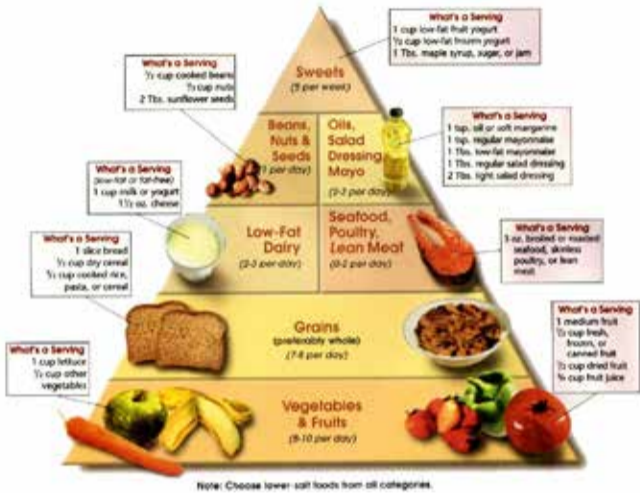 What's a Serving
1 cup low-fat fruit yogurt
½ cup low-fat frozen yogurt
1 Tbs. maple syrup, sugar, or jam
Sweets
(5 per week)
What's a Serving
½ cup cooked beans
⅓ cup nuts
2 Tbs. sunflower seeds
Beans,
Nuts &
Seeds
per day)
Oils,
Salad
Dressing,
Mayo
(2-3 per day)
What's a Serving
1 tsp. oil or soft margarine
1 tsp. regular mayonnaise
1 Tbs. low-fat mayonnaise
1 Tbs. regular salad dressing
2 Tbs. light salad dressing
What's a Serving
(low-fat or fat-free)
1 cup milk or yogurt
1½ oz. cheese
Low-Fat
Dairy
(2-3 per day)
Seafood,
Poultry,
Lean Meat
(0-2 per day)
What's a Serving
3 oz. broiled or roasted
seafood, skinless
poultry, or lean
meat
What's a Serving
1 slice bread
½ cup dry cereal
½ cup cooked rice,
pasta, or cereal
Grains
(preferably whole)
(7-8 per day)
What's a Serving
1 cup lettuce
½ cup other
vegetables
Vegetables
& Fruits
(8-10 per day)
What's a Serving
1 medium fruit
½ cup fresh,
frozen, or
canned fruit
½ cup dried fruit
¾ cup fruit juice
Note: Choose lower-salt foods from all categories.